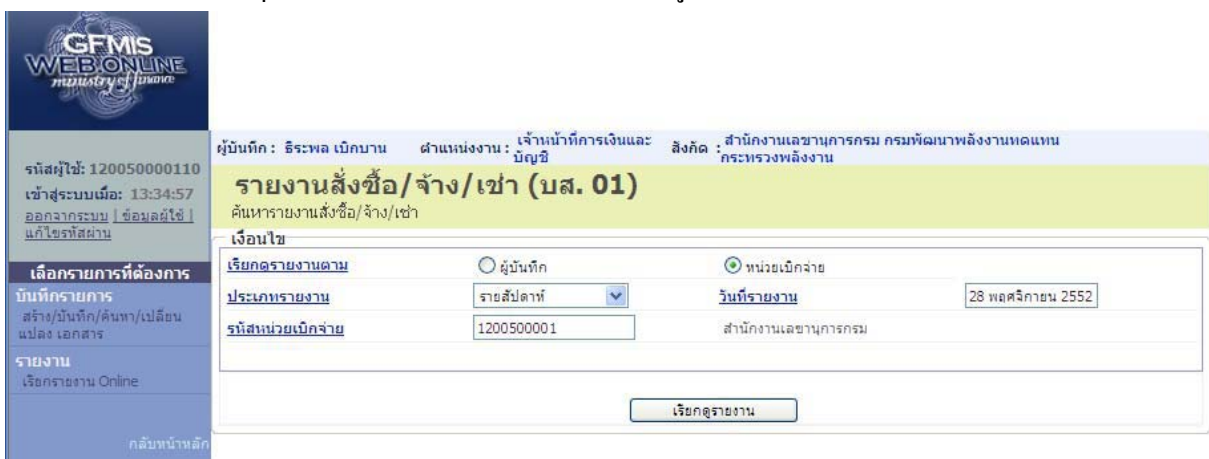 GFMIS
WEB ONLINE
ministry of finance
รหัสผู้ใช้: 120050000110
เข้าสู่ระบบเมื่อ: 13:34:57
ออกจากระบบ | ข้อมูลผู้ใช้ |
แก้ไขรหัสผ่าน
เลือกรายการที่ต้องการ
บันทึกรายการ
สร้าง/บันทึก/ค้นหา/เปลี่ยน
แปลง เอกสาร
รายงาน
เรียกรายงาน Online
กลับหน้าหลัก
ผู้บันทึก : ธิระพล เบิกบาน ตำแหน่งงาน : เจ้าหน้าที่การเงินและ
บัญชี
สังกัด : สำนักงานเลขานุการกรม กรมพัฒนาพลังงานทดแทน
กระทรวงพลังงาน
รายงานสั่งซื้อ/จ้าง/เช่า (บส. 01)
ค้นหารายงานสั่งซื้อ/จ้าง/เช่า
เงื่อนไข
เรียกดูรายงานตาม ผู้บันทึก หน่วยเบิกจ่าย
ประเภทรายงาน รายสัปดาห์ วันที่รายงาน 28 พฤศจิกายน 2552
รหัสหน่วยเบิกจ่าย 1200500001 สำนักงานเลขานุการกรม
เรียกดูรายงาน